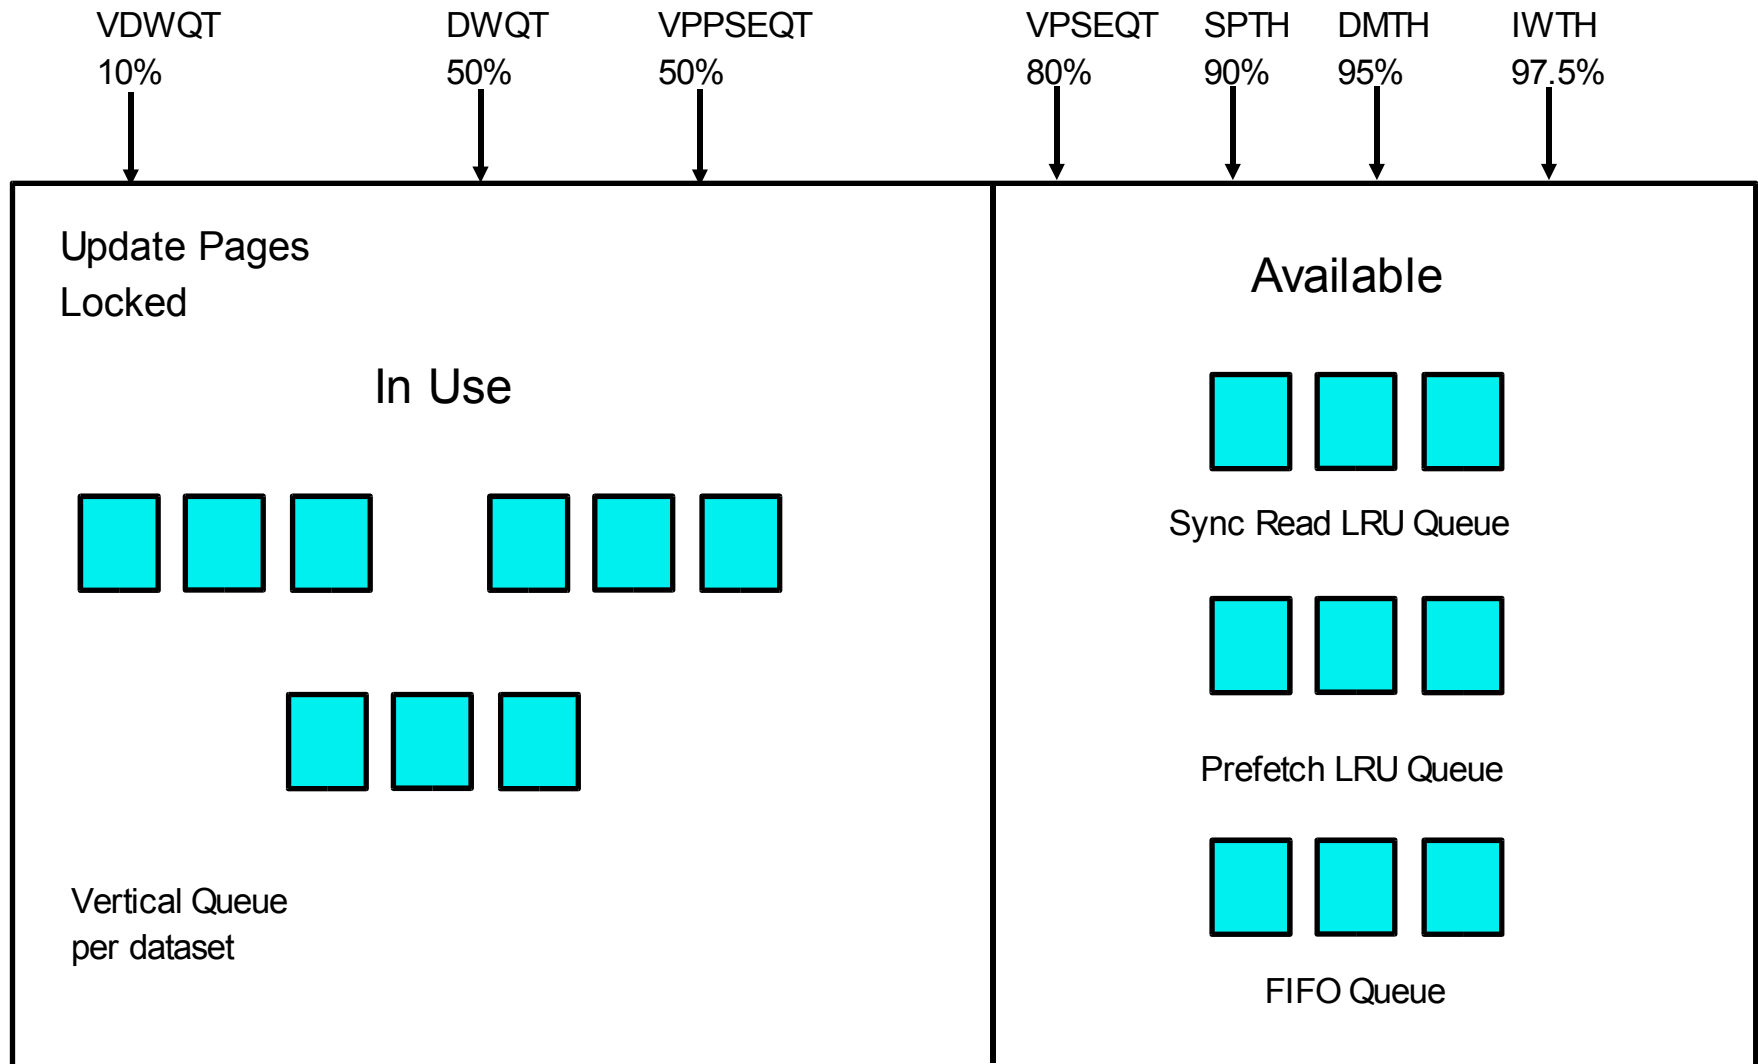 VDWQT DWQT VPPSEQT VPSEQT SPTH DMTH IWTH
10% 50% 50% 80% 90% 95% 97.5%
Update Pages
Locked
In Use
Vertical Queue
per dataset
Available
Sync Read LRU Queue
Prefetch LRU Queue
FIFO Queue